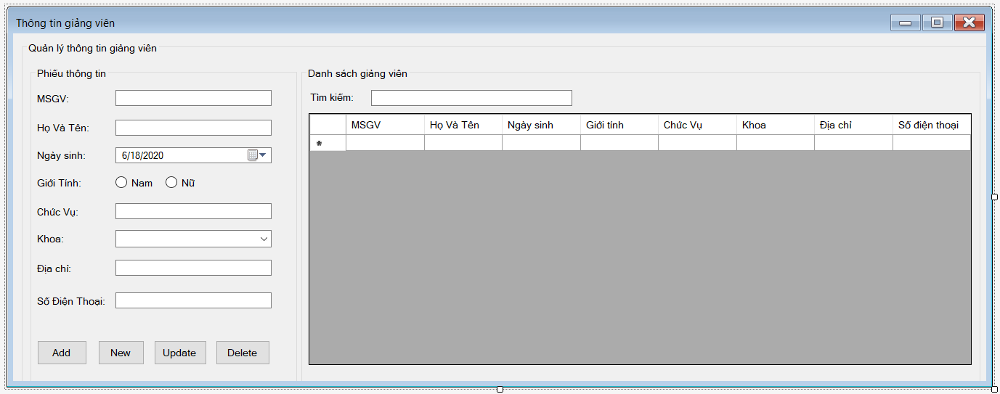 Thông tin giảng viên
Quản lý thông tin giảng viên
Phiếu thông tin
MSGV:
Họ Và Tên:
Ngày sinh:
6/18/2020
Giới Tính:
Nam
Nữ
Chức Vụ:
Khoa:
Địa chỉ:
Số Điện Thoại:
Add
New
Update
Delete
Danh sách giảng viên
Tìm kiếm:
MSGV
Họ Và Tên
Ngày sinh
Giới tính
Chức Vụ
Khoa
Địa chỉ
Số điện thoại
*